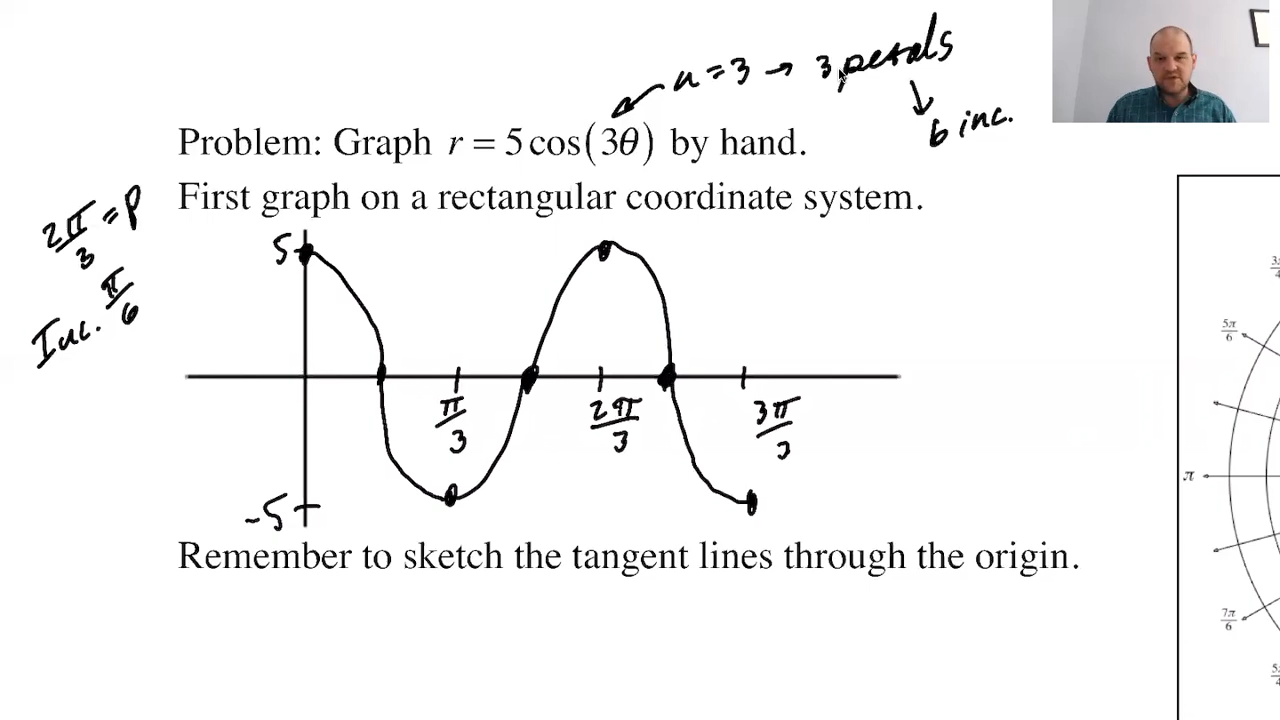 n = 3 → 3 petals
6 inc.
Problem: Graph r = 5 cos(3θ) by hand.
First graph on a rectangular coordinate system.
2π/3 = P
Inc. π/6
5
π/3
2π/3
3π/3
-5
Remember to sketch the tangent lines through the origin.
5π/6
π
7π/6